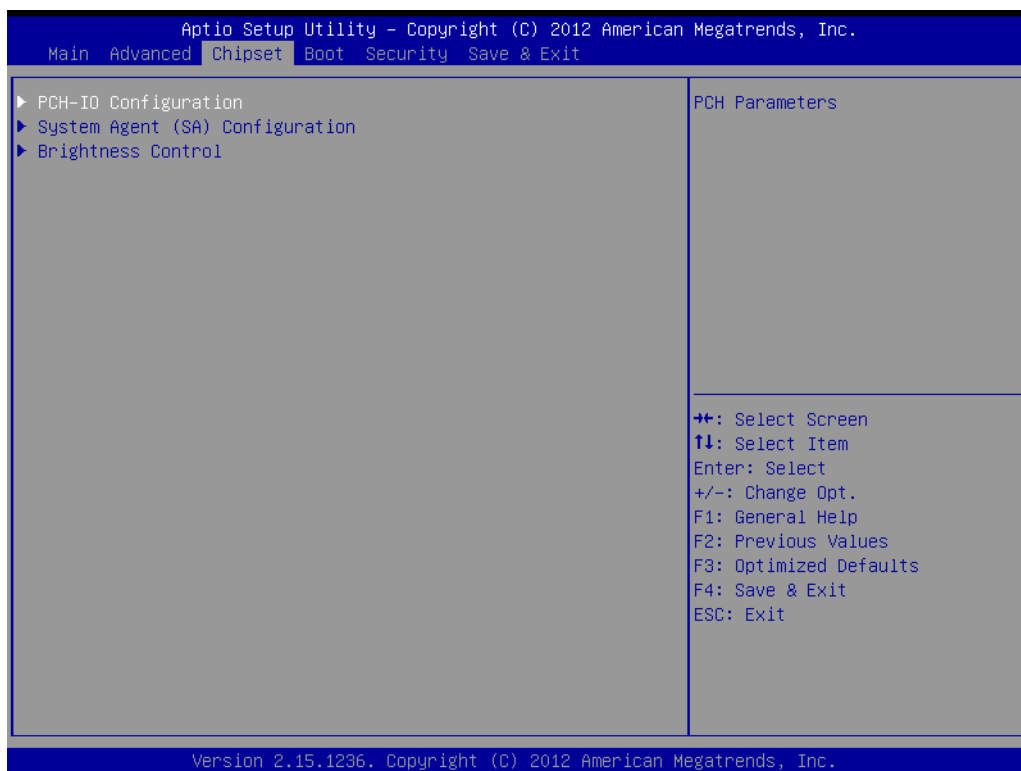 Aptio Setup Utility – Copyright (C) 2012 American Megatrends, Inc.
Main Advanced Chipset Boot Security Save & Exit
▶ PCH-IO Configuration
▶ System Agent (SA) Configuration
▶ Brightness Control
PCH Parameters
→←: Select Screen
↑↓: Select Item
Enter: Select
+/-: Change Opt.
F1: General Help
F2: Previous Values
F3: Optimized Defaults
F4: Save & Exit
ESC: Exit
Version 2.15.1236. Copyright (C) 2012 American Megatrends, Inc.